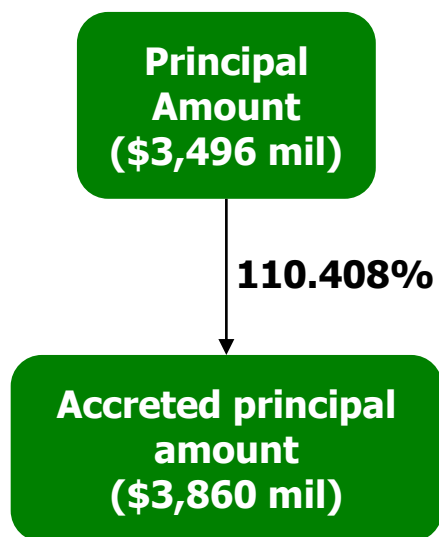 Principal
Amount
($3,496 mil)
110.408%
Accreted principal
amount
($3,860 mil)